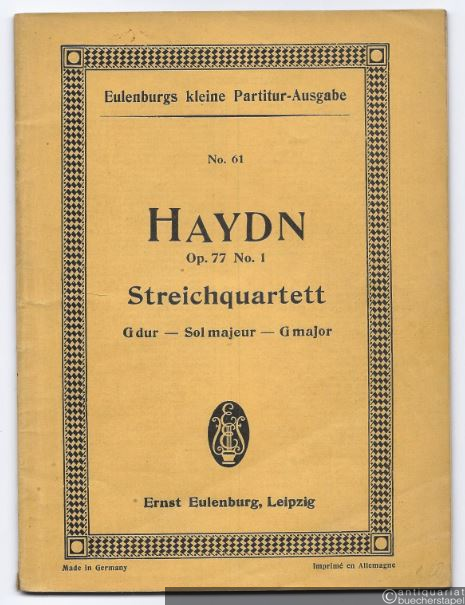 Eulenburgs kleine Partitur-Ausgabe
No. 61
HAYDN
Op. 77 No. 1
Streichquartett
G dur — Sol majeur — G major
Ernst Eulenburg, Leipzig
Made in Germany
Imprimé en Allemagne
antiquariat
buecherstapel